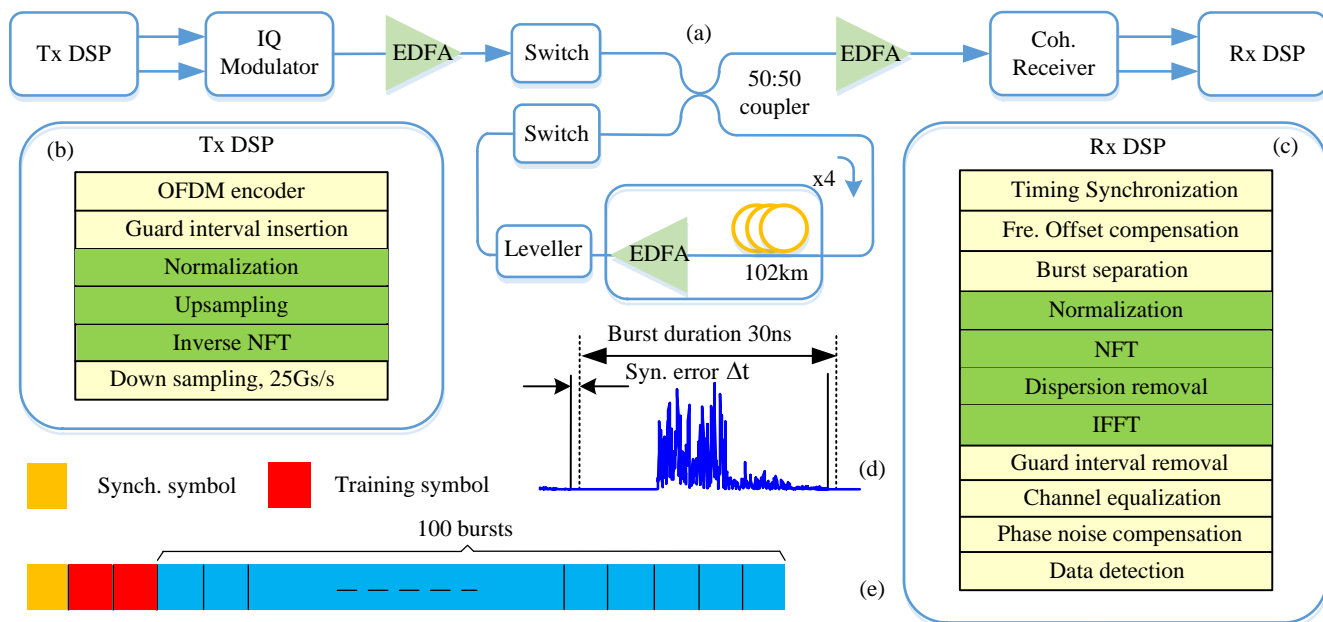 Tx DSP
IQ
Modulator
EDFA
Switch
(a)
50:50
coupler
EDFA
Coh.
Receiver
Rx DSP
Switch
x4
Leveller
EDFA
102km
(b)
Tx DSP
OFDM encoder
Guard interval insertion
Normalization
Upsampling
Inverse NFT
Down sampling, 25Gs/s
Rx DSP
(c)
Timing Synchronization
Fre. Offset compensation
Burst separation
Normalization
NFT
Dispersion removal
IFFT
Guard interval removal
Channel equalization
Phase noise compensation
Data detection
Burst duration 30ns
Syn. error Δt
(d)
Synch. symbol
Training symbol
100 bursts
(e)